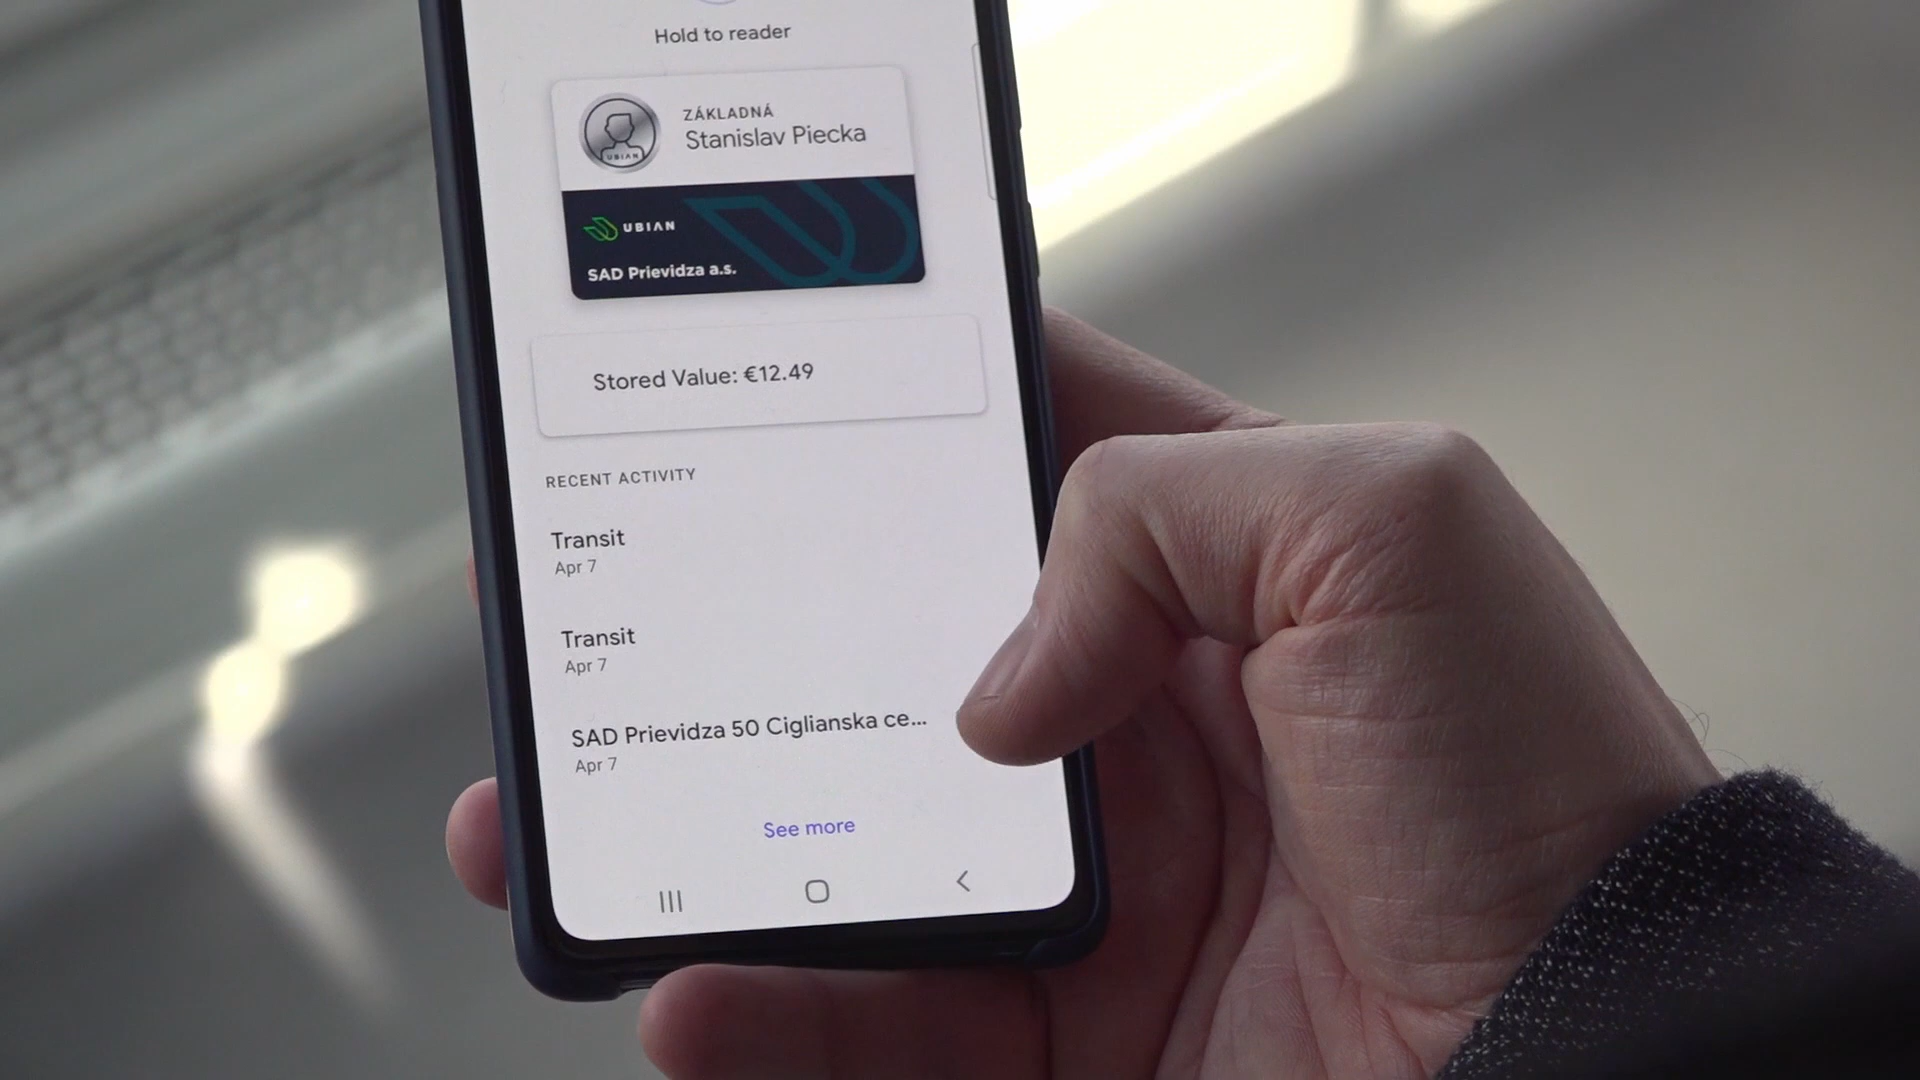 Hold to reader
ZÁKLADNÁ
Stanislav Piecka
UBIAN
UBIAN
SAD Prievidza a.s.
Stored Value: €12.49
RECENT ACTIVITY
Transit
Apr 7
Transit
Apr 7
SAD Prievidza 50 Ciglianska ce...
Apr 7
See more